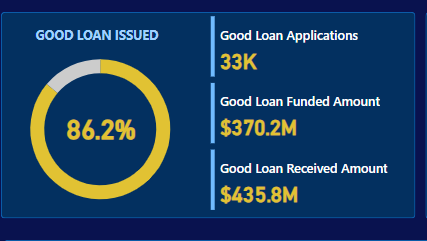 GOOD LOAN ISSUED
86.2%
Good Loan Applications
33K
Good Loan Funded Amount
$370.2M
Good Loan Received Amount
$435.8M